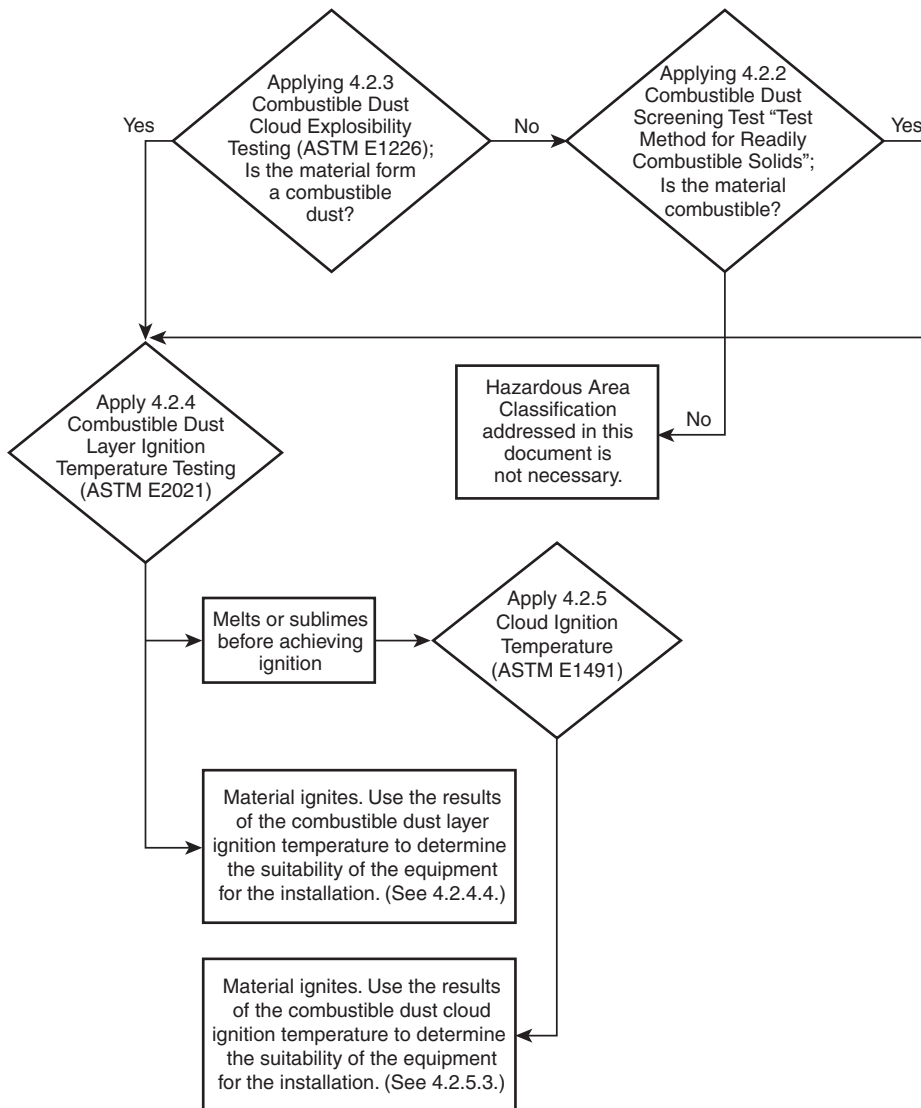 Applying 4.2.3
Combustible Dust
Cloud Explosibility
Testing (ASTM E1226);
Is the material form
a combustible
dust?
Yes
No
Applying 4.2.2
Combustible Dust
Screening Test “Test
Method for Readily
Combustible Solids”;
Is the material
combustible?
Yes
No
Hazardous Area
Classification
addressed in this
document is
not necessary.
Apply 4.2.4
Combustible Dust
Layer Ignition
Temperature Testing
(ASTM E2021)
Melts or sublimes
before achieving
ignition
Apply 4.2.5
Cloud Ignition
Temperature
(ASTM E1491)
Material ignites. Use the results
of the combustible dust layer
ignition temperature to determine
the suitability of the equipment
for the installation. (See 4.2.4.4.)
Material ignites. Use the results
of the combustible dust cloud
ignition temperature to determine
the suitability of the equipment
for the installation. (See 4.2.5.3.)